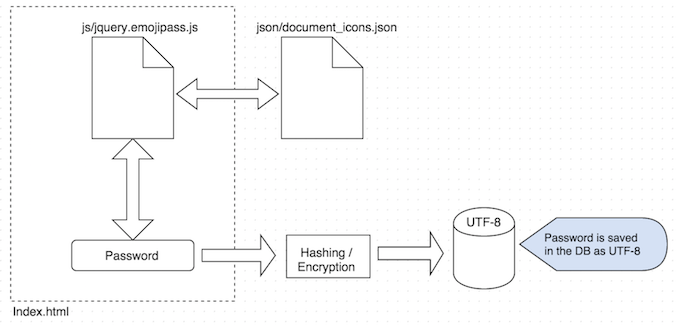 js/jquery.emojipass.js
json/document_icons.json
Password
Hashing /
Encryption
UTF-8
Password is saved
in the DB as UTF-8
Index.html